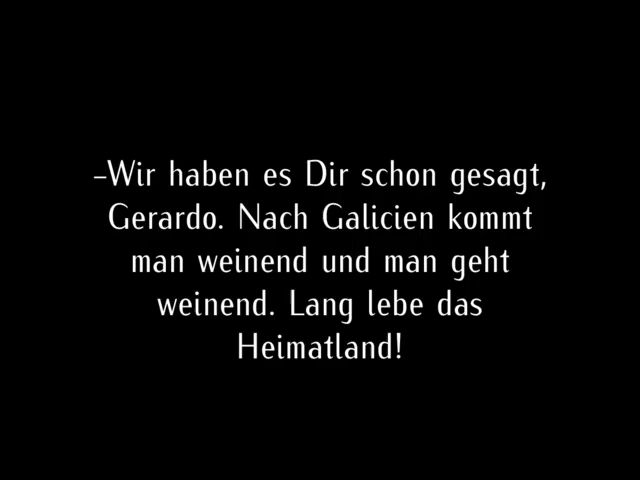 –Wir haben es Dir schon gesagt,
Gerardo. Nach Galicien kommt
man weinend und man geht
weinend. Lang lebe das
Heimatland!